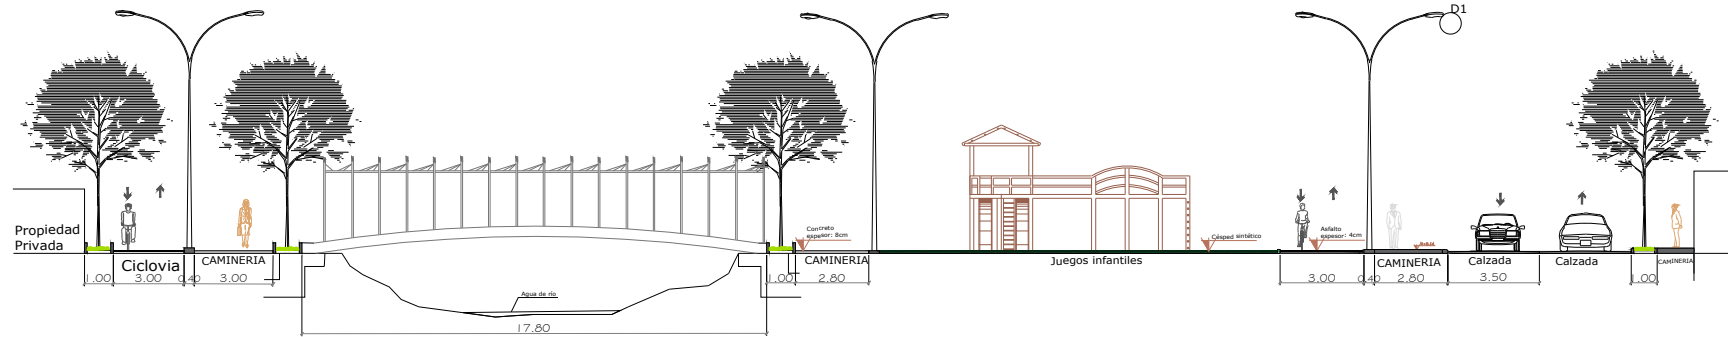 D1
Propiedad
Privada
Concreto
espesor: 8cm
Césped sintético
Asfalto
espesor: 4cm
Ciclovia
CAMINERIA
CAMINERIA
Juegos infantiles
CAMINERIA
Calzada
Calzada
CAMINERIA
1.00
3.00
0.40
3.00
1.00
2.80
3.00
0.40
2.80
3.50
1.00
Agua de río
17.80